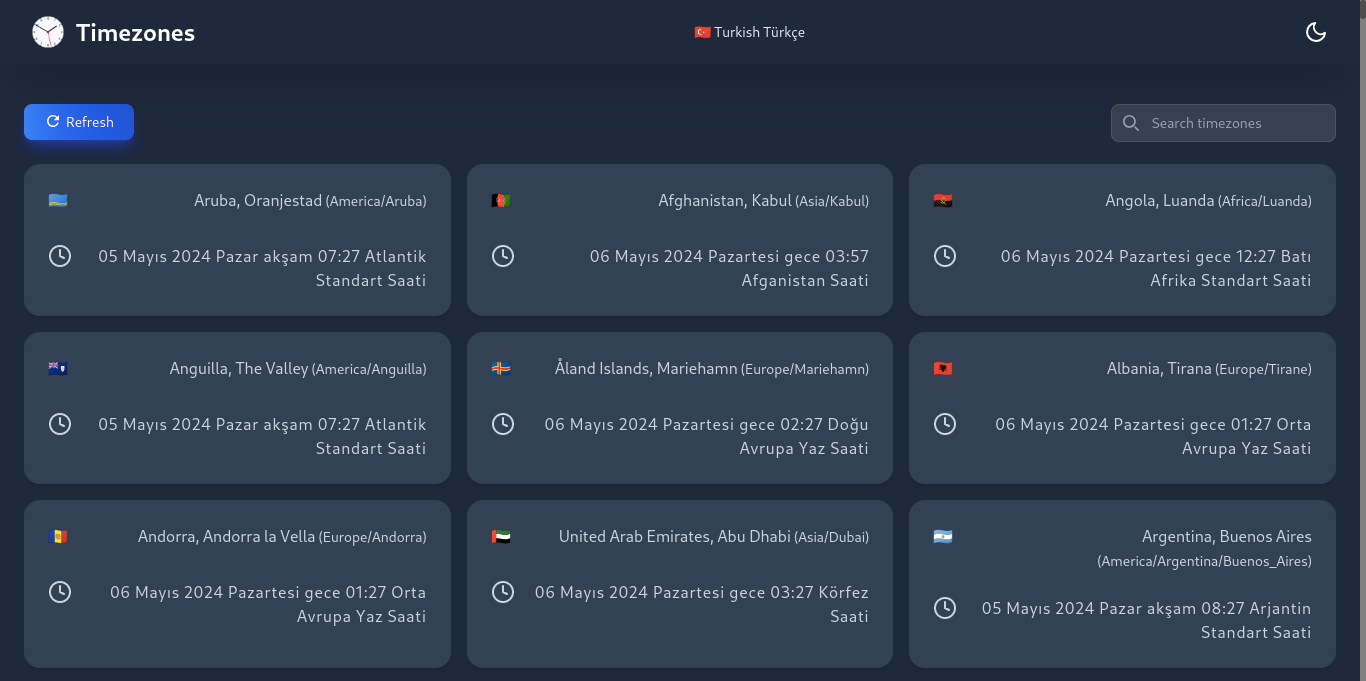 Timezones
🇹🇷 Turkish Türkçe
Refresh
Search timezones
Aruba, Oranjestad (America/Aruba)
05 Mayıs 2024 Pazar akşam 07:27 Atlantik
Standart Saati
Afghanistan, Kabul (Asia/Kabul)
06 Mayıs 2024 Pazartesi gece 03:57
Afganistan Saati
Angola, Luanda (Africa/Luanda)
06 Mayıs 2024 Pazartesi gece 12:27 Batı
Afrika Standart Saati
Anguilla, The Valley (America/Anguilla)
05 Mayıs 2024 Pazar akşam 07:27 Atlantik
Standart Saati
Åland Islands, Mariehamn (Europe/Mariehamn)
06 Mayıs 2024 Pazartesi gece 02:27 Doğu
Avrupa Yaz Saati
Albania, Tirana (Europe/Tirane)
06 Mayıs 2024 Pazartesi gece 01:27 Orta
Avrupa Yaz Saati
Andorra, Andorra la Vella (Europe/Andorra)
06 Mayıs 2024 Pazartesi gece 01:27 Orta
Avrupa Yaz Saati
United Arab Emirates, Abu Dhabi (Asia/Dubai)
06 Mayıs 2024 Pazartesi gece 03:27 Körfez
Saati
Argentina, Buenos Aires
(America/Argentina/Buenos_Aires)
05 Mayıs 2024 Pazar akşam 08:27 Arjantin
Standart Saati